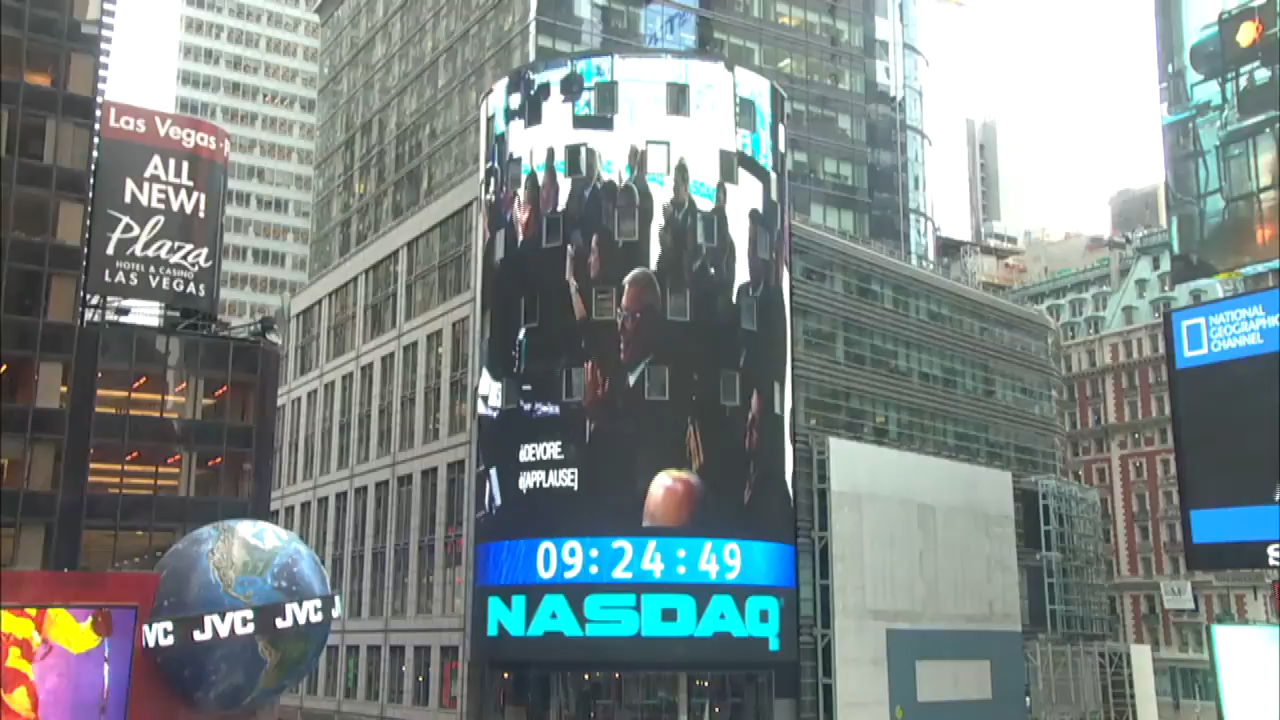 Las Vegas
ALL
NEW!
Plaza
HOTEL & CASINO
LAS VEGAS
NASDAQ
NATIONAL
GEOGRAPHIC
CHANNEL
DEVORE.
[APPLAUSE]
09:24:49
NASDAQ
JVC JVC